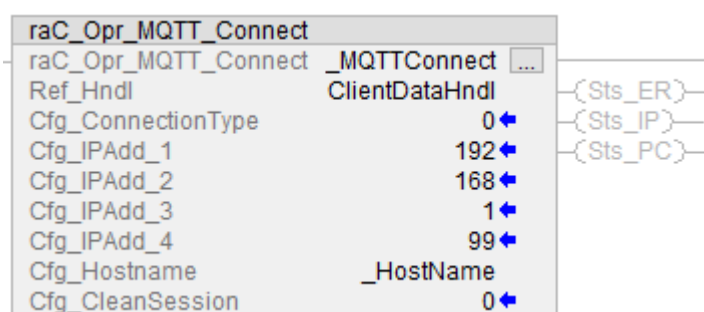 raC_Opr_MQTT_Connect
raC_Opr_MQTT_Connect _MQTTConnect ...
Ref_Hndl ClientDataHndl (Sts_ER)
Cfg_ConnectionType 0 (Sts_IP)
Cfg_IPAdd_1 192 (Sts_PC)
Cfg_IPAdd_2 168
Cfg_IPAdd_3 1
Cfg_IPAdd_4 99
Cfg_Hostname _HostName
Cfg_CleanSession 0